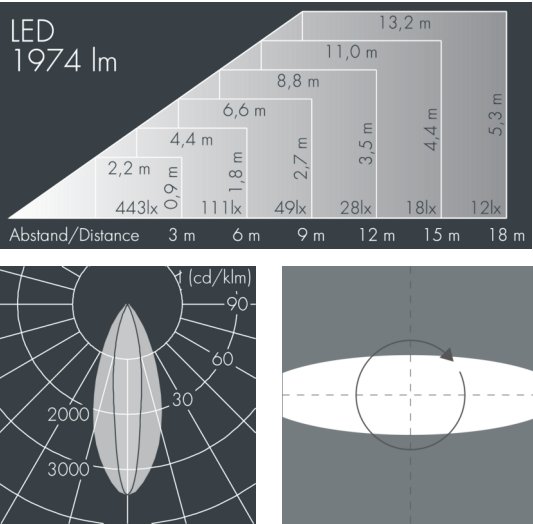 LED
1974 lm
13,2 m
11,0 m
8,8 m
6,6 m
4,4 m
2,2 m
0,9 m
1,8 m
2,7 m
3,5 m
4,4 m
5,3 m
443lx 111lx 49lx 28lx 18lx 12lx
Abstand/Distance 3 m 6 m 9 m 12 m 15 m 18 m
(cd/klm)
90
60
30
2000
3000